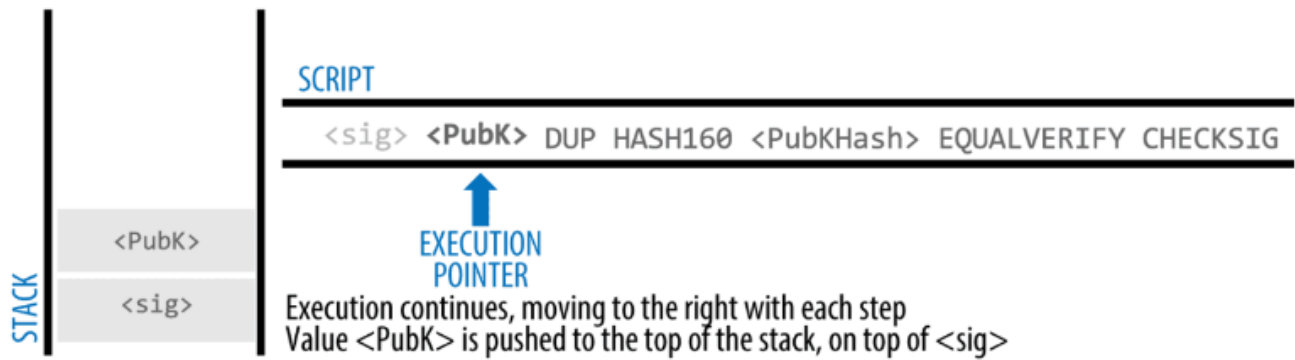 SCRIPT
<sig> <PubK> DUP HASH160 <PubKHash> EQUALVERIFY CHECKSIG
<PubK>
<sig>
STACK
EXECUTION
POINTER
Execution continues, moving to the right with each step
Value <PubK> is pushed to the top of the stack, on top of <sig>